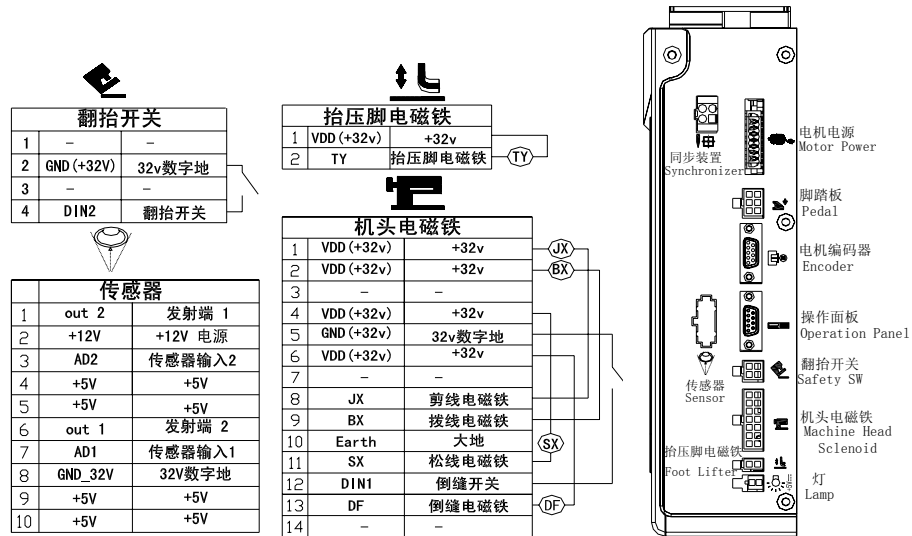 翻抬开关
1 – –
2 GND(+32V) 32v数字地
3 – –
4 DIN2 翻抬开关
传感器
1 out 2 发射端 1
2 +12V +12V 电源
3 AD2 传感器输入2
4 +5V +5V
5 +5V +5V
6 out 1 发射端 2
7 AD1 传感器输入1
8 GND_32V 32V数字地
9 +5V +5V
10 +5V +5V
抬压脚电磁铁
1 VDD(+32v) +32v
2 TY 抬压脚电磁铁 TY
机头电磁铁
1 VDD(+32v) +32v JX
2 VDD(+32v) +32v BX
3 – –
4 VDD(+32v) +32v
5 GND(+32v) 32v数字地
6 VDD(+32v) +32v
7 – –
8 JX 剪线电磁铁
9 BX 拨线电磁铁
10 Earth 大地 SX
11 SX 松线电磁铁
12 DIN1 倒缝开关
13 DF 倒缝电磁铁 DF
14 – –
同步装置
Synchronizer
电机电源
Motor Power
脚踏板
Pedal
电机编码器
Encoder
操作面板
Operation Panel
传感器
Sensor
翻抬开关
Safety SW
机头电磁铁
Machine Head
Sclenoid
抬压脚电磁铁
Foot Lifter
灯
Lamp